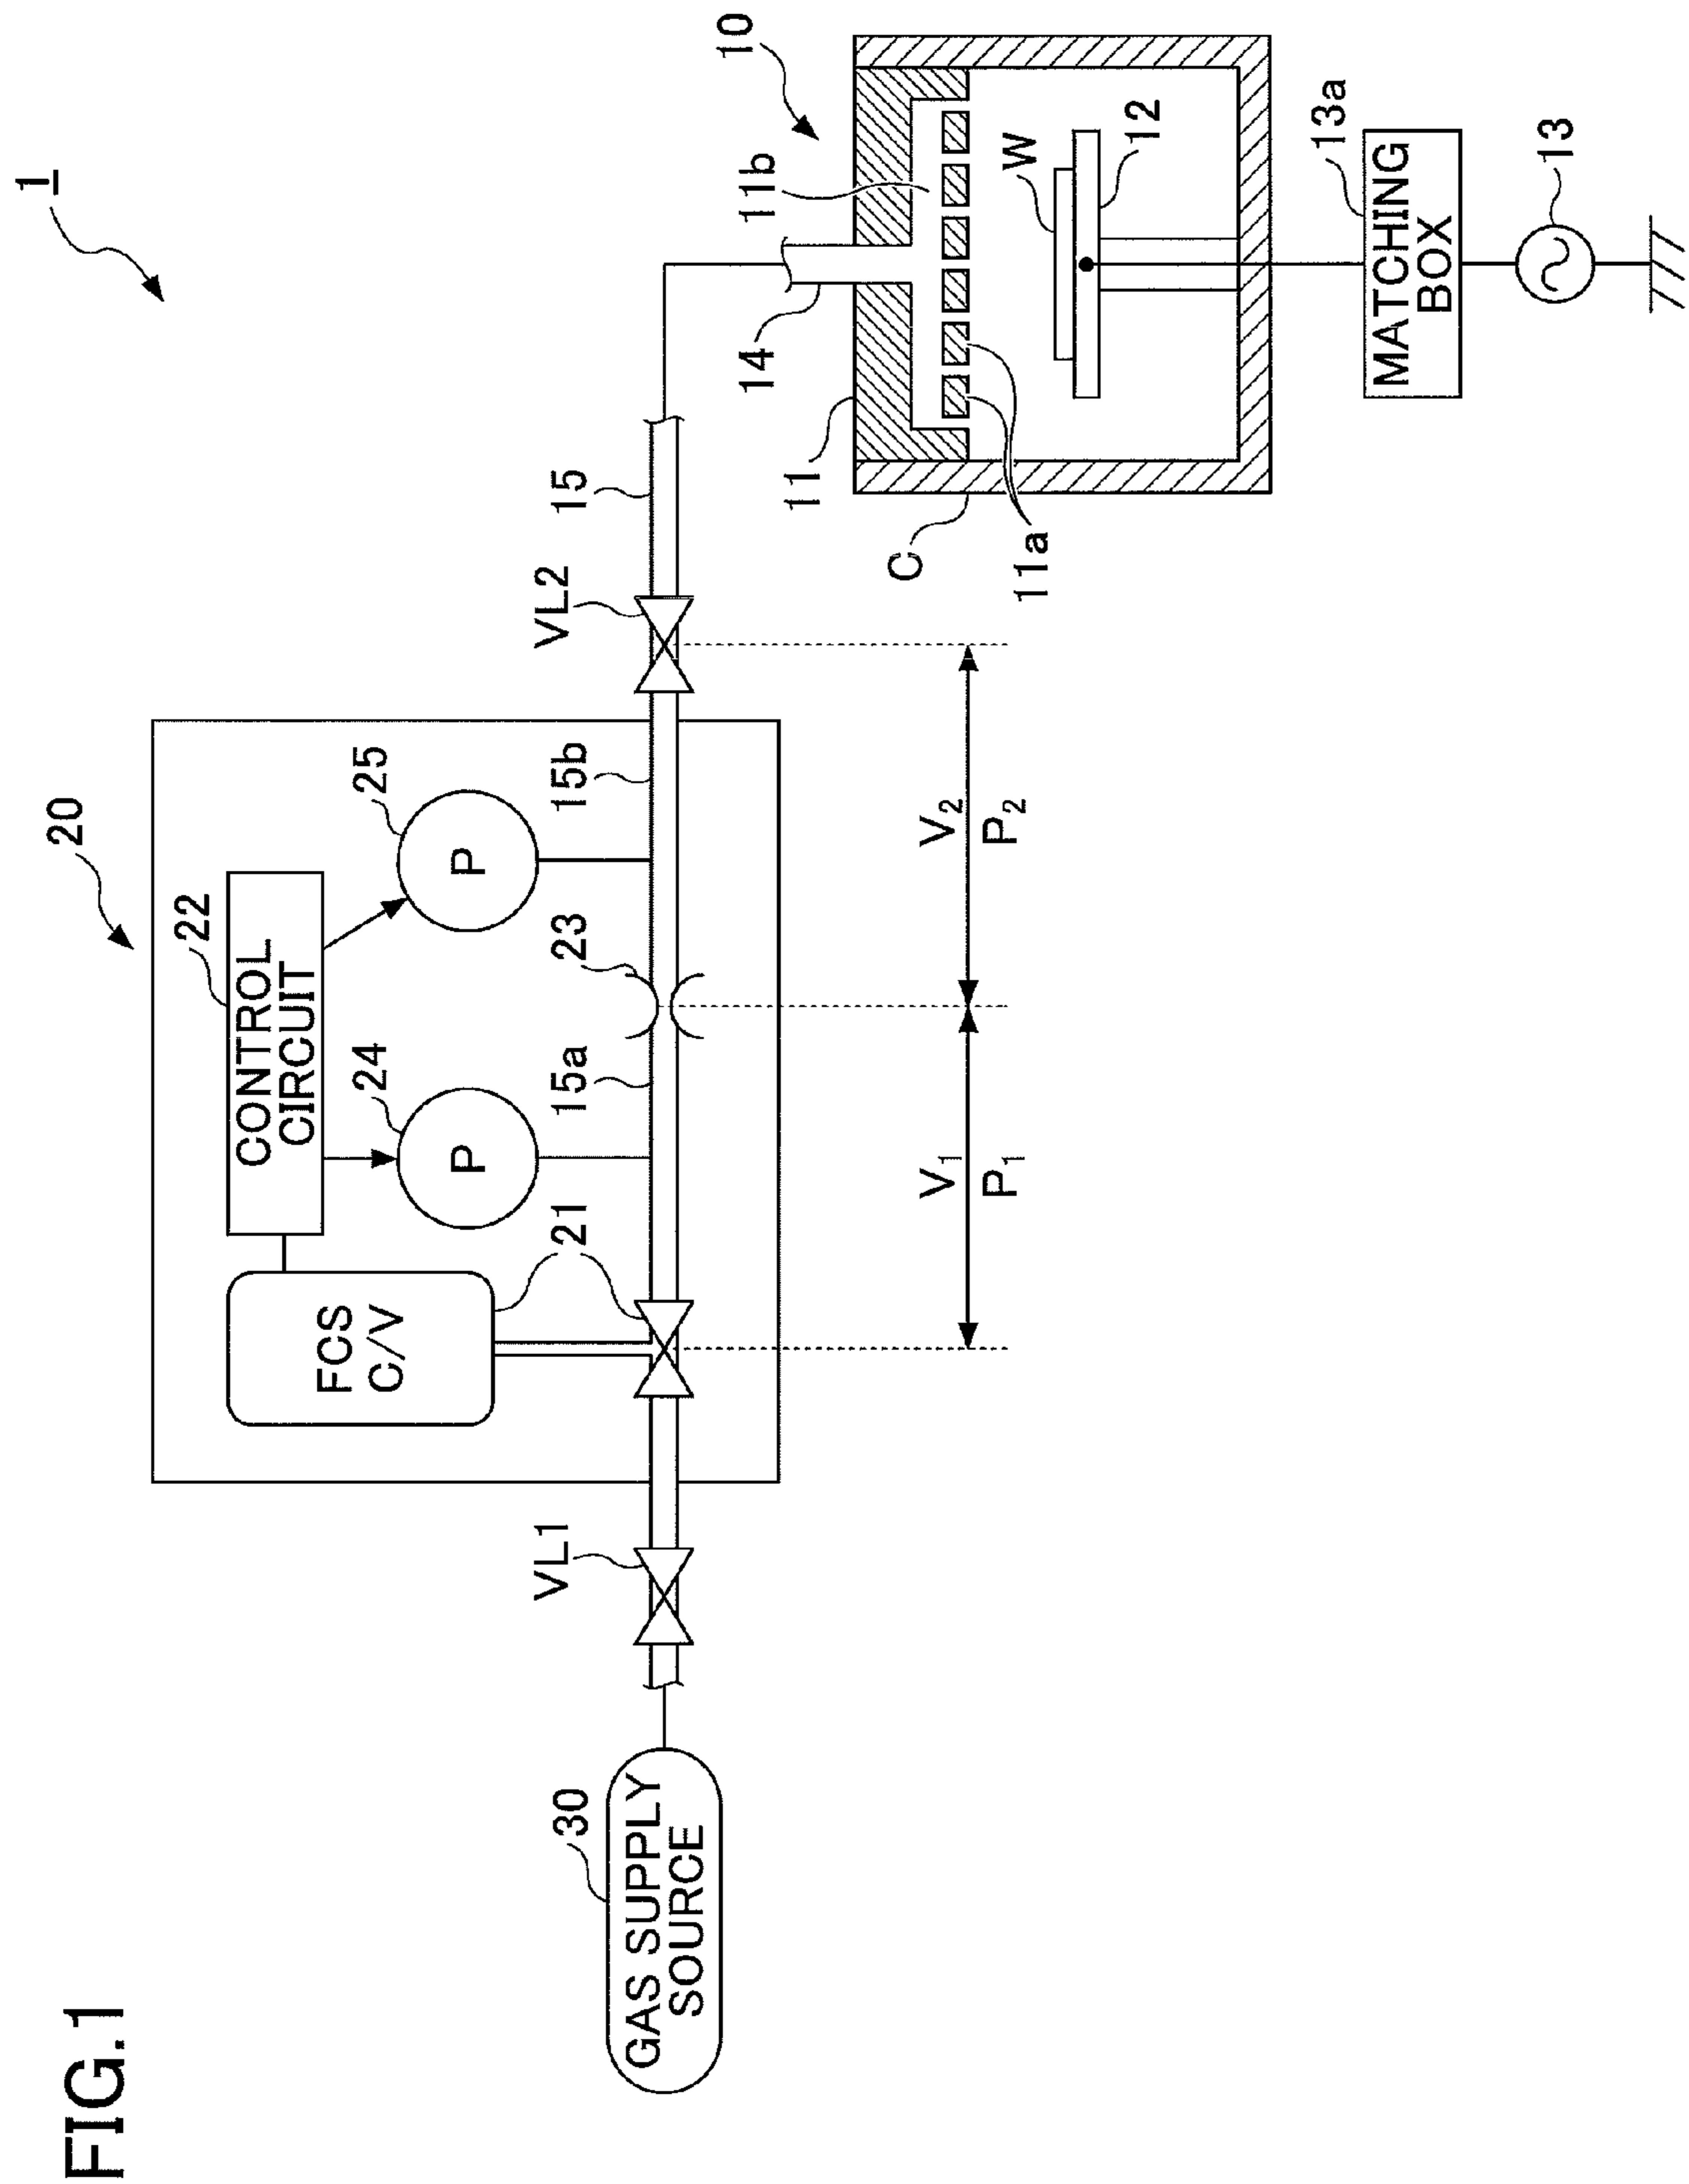 FIG.1
1
20
10
22
CONTROL
CIRCUIT
24
25
P
P
FCS
C/V
21
15a
23
15b
VL1
VL2
15
30
GAS SUPPLY
SOURCE
V1
P1
V2
P2
14
11
11b
11a
C
W
12
13a
MATCHING
BOX
13